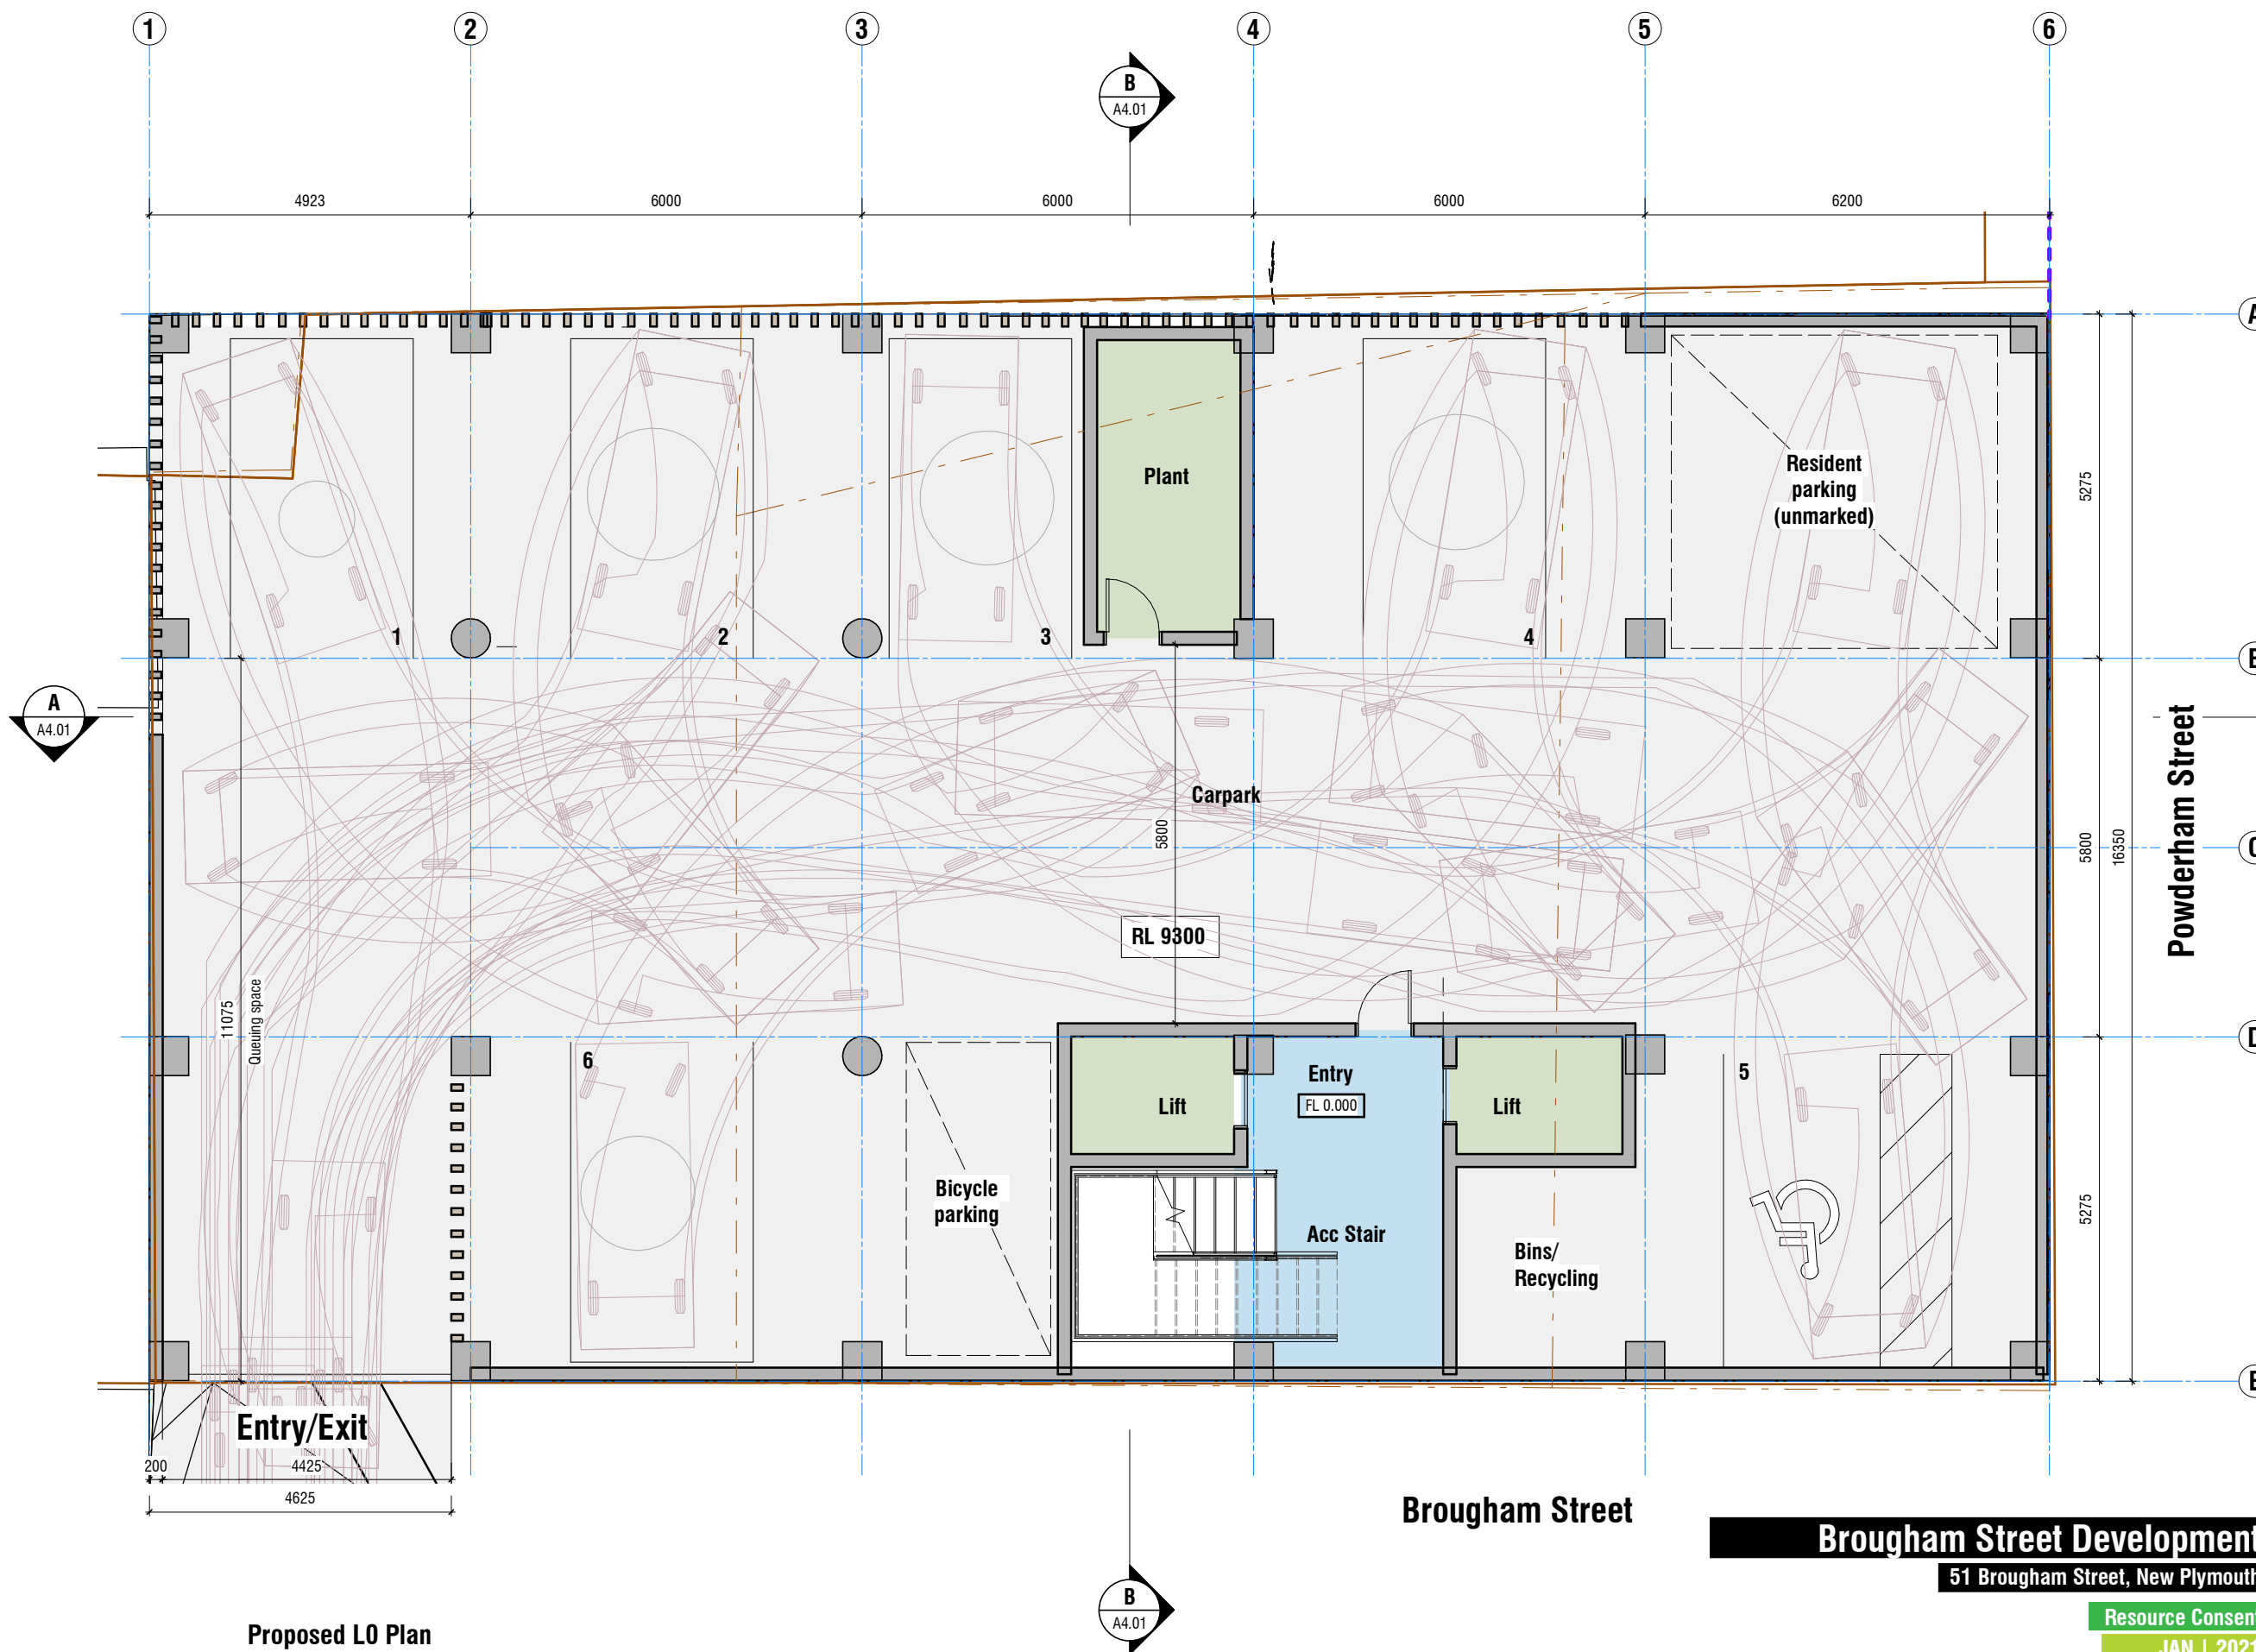 1 2 3 4 5 6
B
A4.01
4923 6000 6000 6000 6200
A
Plant
Resident
parking
(unmarked)
5275
1 2 3 4
A
A4.01
Carpark
5800
5800
16350
Powderham Street
RL 9300
11075
Queuing space
6
5
Entry
FL 0.000
Lift
Lift
Bicycle
parking
Acc Stair
Bins/
Recycling
5275
Entry/Exit
200 4425
4625
Brougham Street
B
A4.01
Brougham Street Development
51 Brougham Street, New Plymouth
Resource Consent
JAN | 2021
Proposed L0 Plan